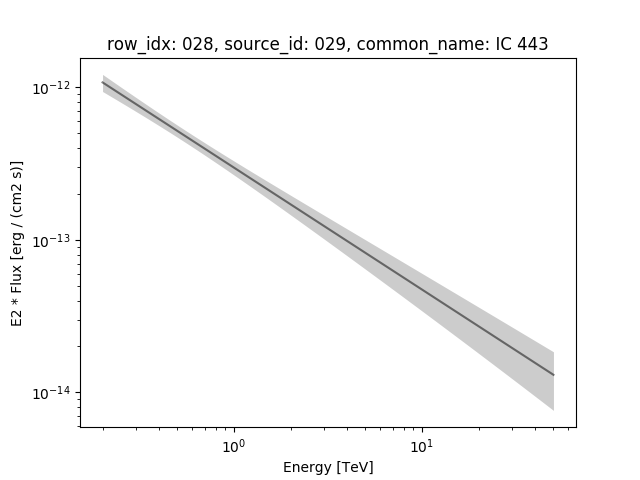 row_idx: 028, source_id: 029, common_name: IC 443
E2 * Flux [erg / (cm2 s)]
10⁻¹²
10⁻¹³
10⁻¹⁴
10⁰ 10¹
Energy [TeV]